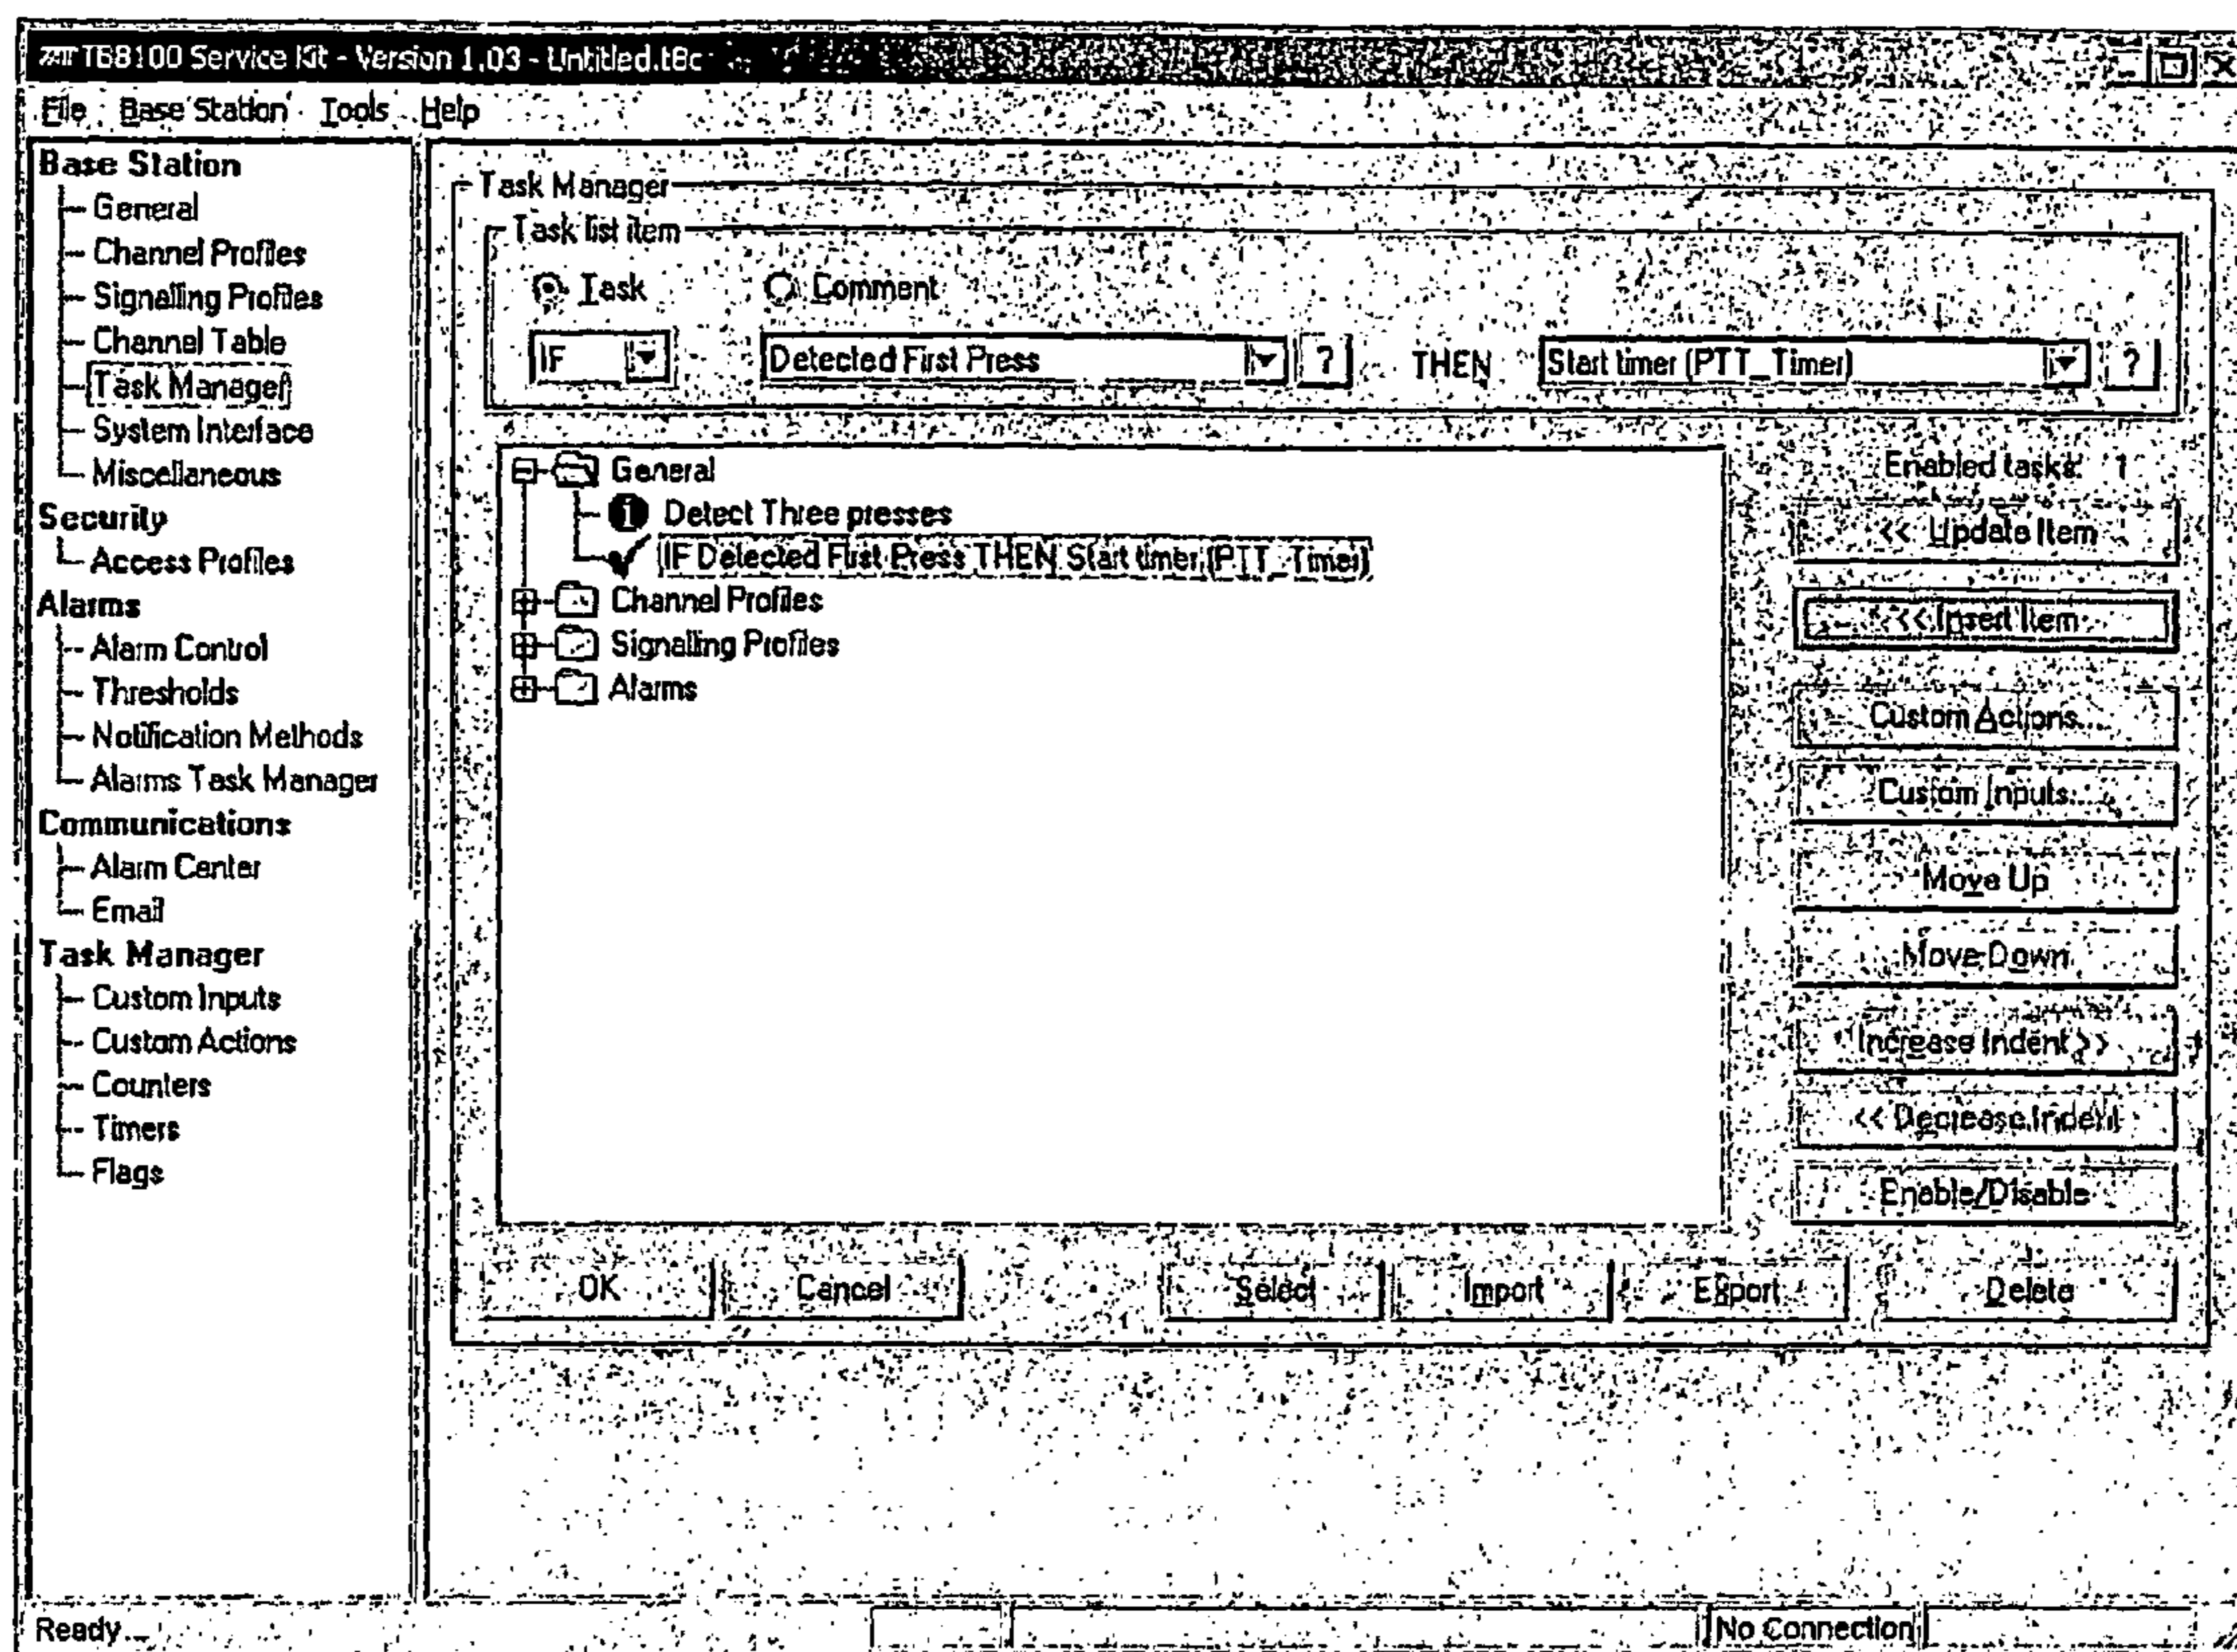 TAIT TB8100 Service Kit - Version 1.03 - Untitled.t8c
File Base Station Tools Help
Base Station
General
Channel Profiles
Signalling Profiles
Channel Table
Task Manager
System Interface
Miscellaneous
Security
Access Profiles
Alarms
Alarm Control
Thresholds
Notification Methods
Alarms Task Manager
Communications
Alarm Center
Email
Task Manager
Custom Inputs
Custom Actions
Counters
Timers
Flags
Task Manager
Task list item
Task Comment
IF Detected First Press ? THEN Start timer (PTT_Timer) ?
General
Detect Three presses
IF Detected First Press THEN Start timer (PTT_Timer)
Channel Profiles
Signalling Profiles
Alarms
Enabled tasks: 1
<< Update Item
<< Insert Item
Custom Actions...
Custom Inputs...
Move Up
Move Down
Increase Indent >>
<< Decrease Indent
Enable/Disable
OK Cancel Select Import Export Delete
Ready...
No Connection